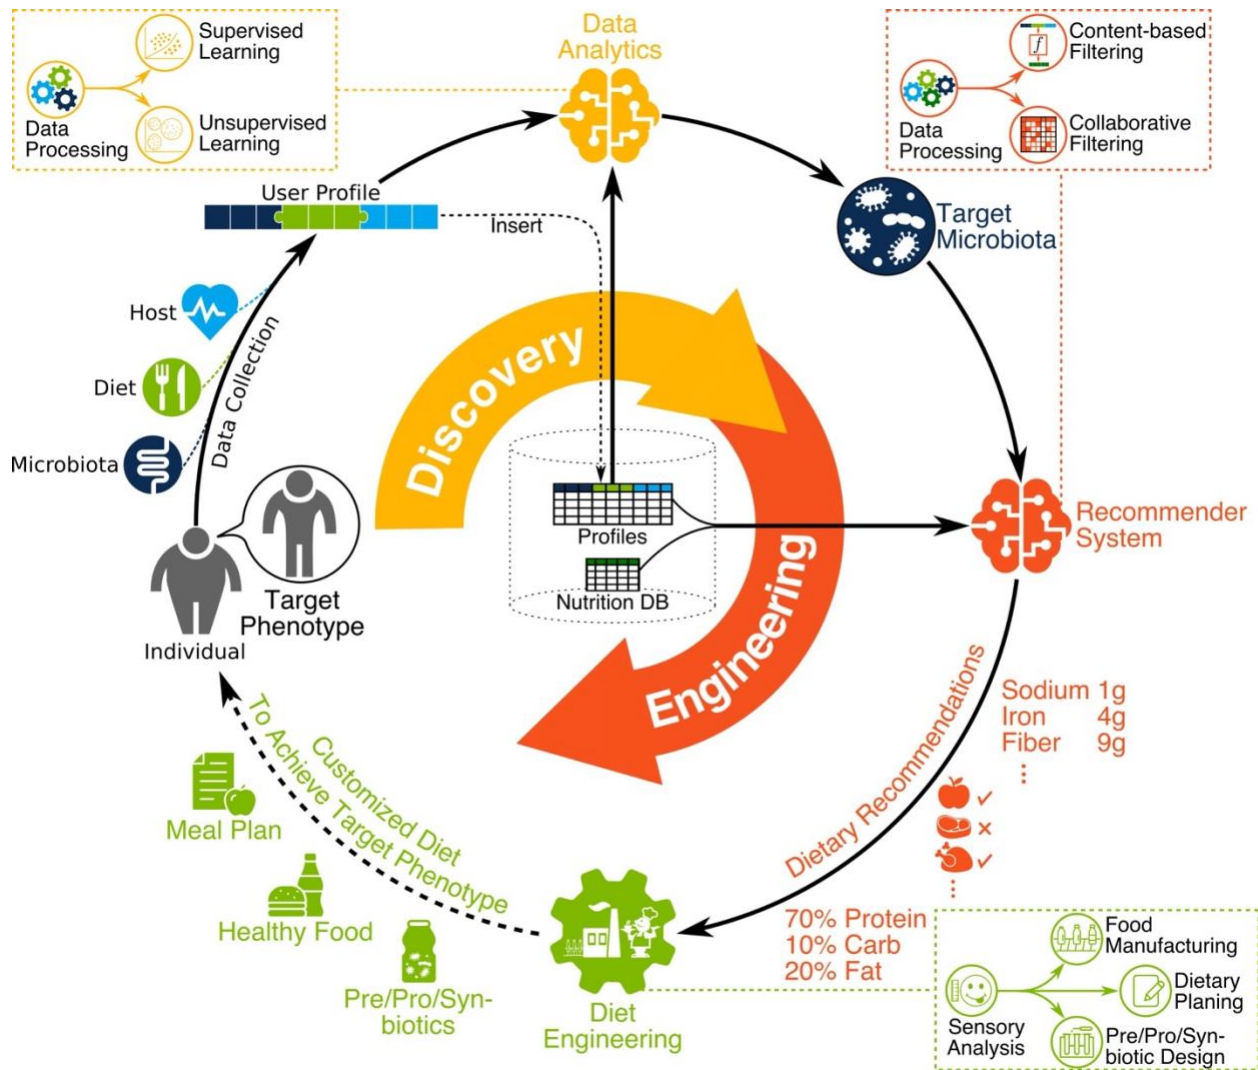 Supervised
Learning
Data
Processing
Unsupervised
Learning
Data
Analytics
Content-based
Filtering
Data
Processing
Collaborative
Filtering
User Profile
Insert
Target
Microbiota
Host
Diet
Microbiota
Data Collection
Discovery
Engineering
Profiles
Nutrition DB
Recommender
System
Target
Phenotype
Individual
Dietary Recommendations
Sodium 1g
Iron 4g
Fiber 9g
70% Protein
10% Carb
20% Fat
Customized Diet
To Achieve Target Phenotype
Meal Plan
Healthy Food
Pre/Pro/Syn-
biotics
Diet
Engineering
Food
Manufacturing
Sensory
Analysis
Dietary
Planing
Pre/Pro/Syn-
biotic Design
f